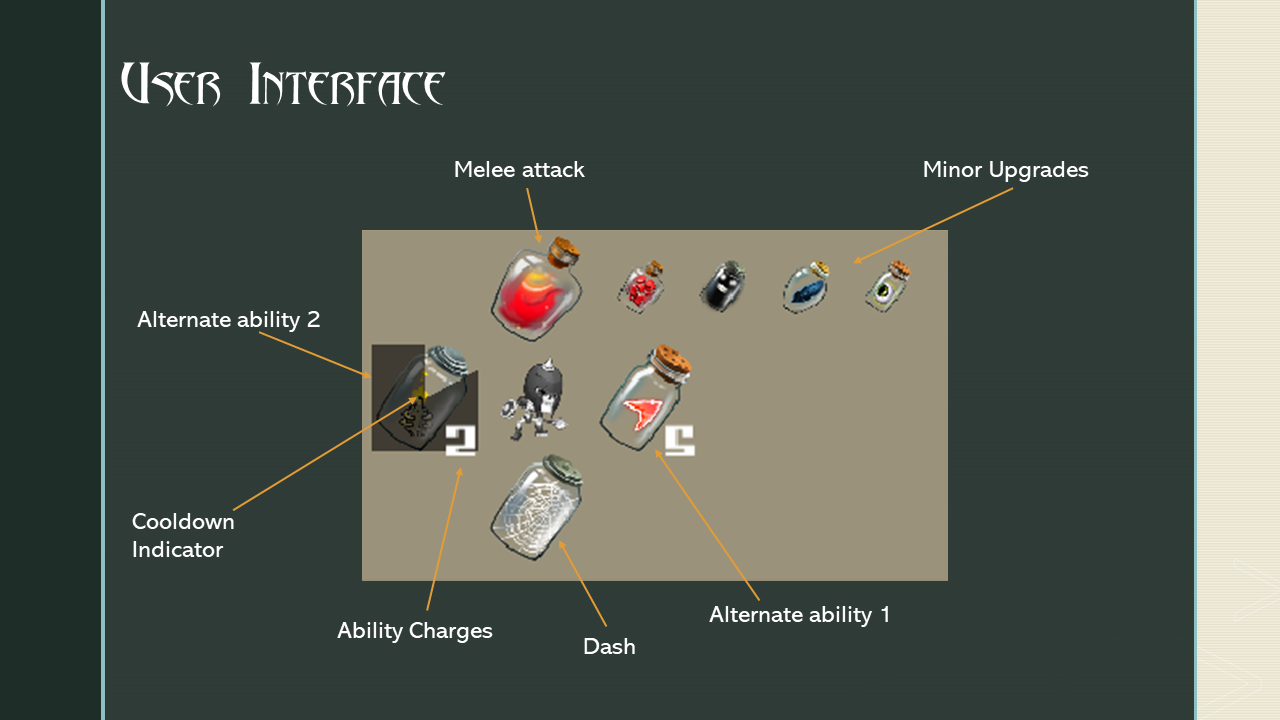 User Interface
Melee attack
Minor Upgrades
Alternate ability 2
2
5
Cooldown
Indicator
Alternate ability 1
Ability Charges
Dash